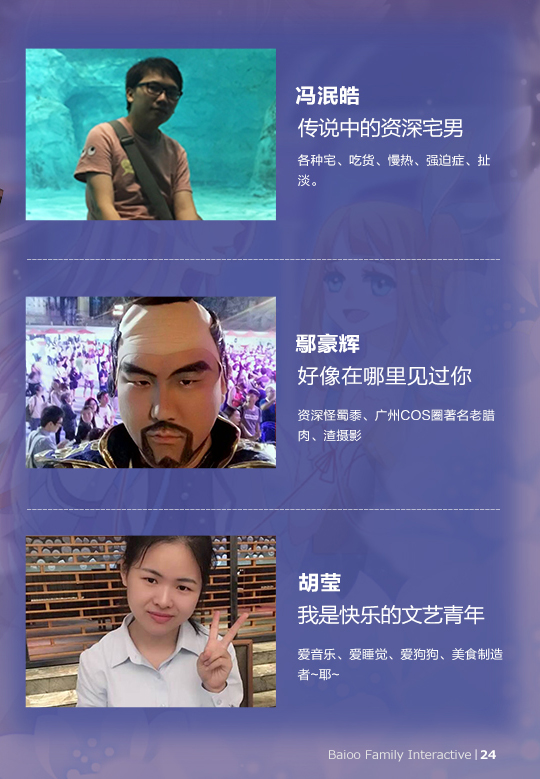 冯泯皓
传说中的资深宅男
各种宅、吃货、慢热、强迫症、扯
淡。
鄢豪辉
好像在哪里见过你
资深怪蜀黍、广州COS圈著名老腊
肉、渣摄影
胡莹
我是快乐的文艺青年
爱音乐、爱睡觉、爱狗狗、美食制造
者~耶~
Baioo Family Interactive | 24